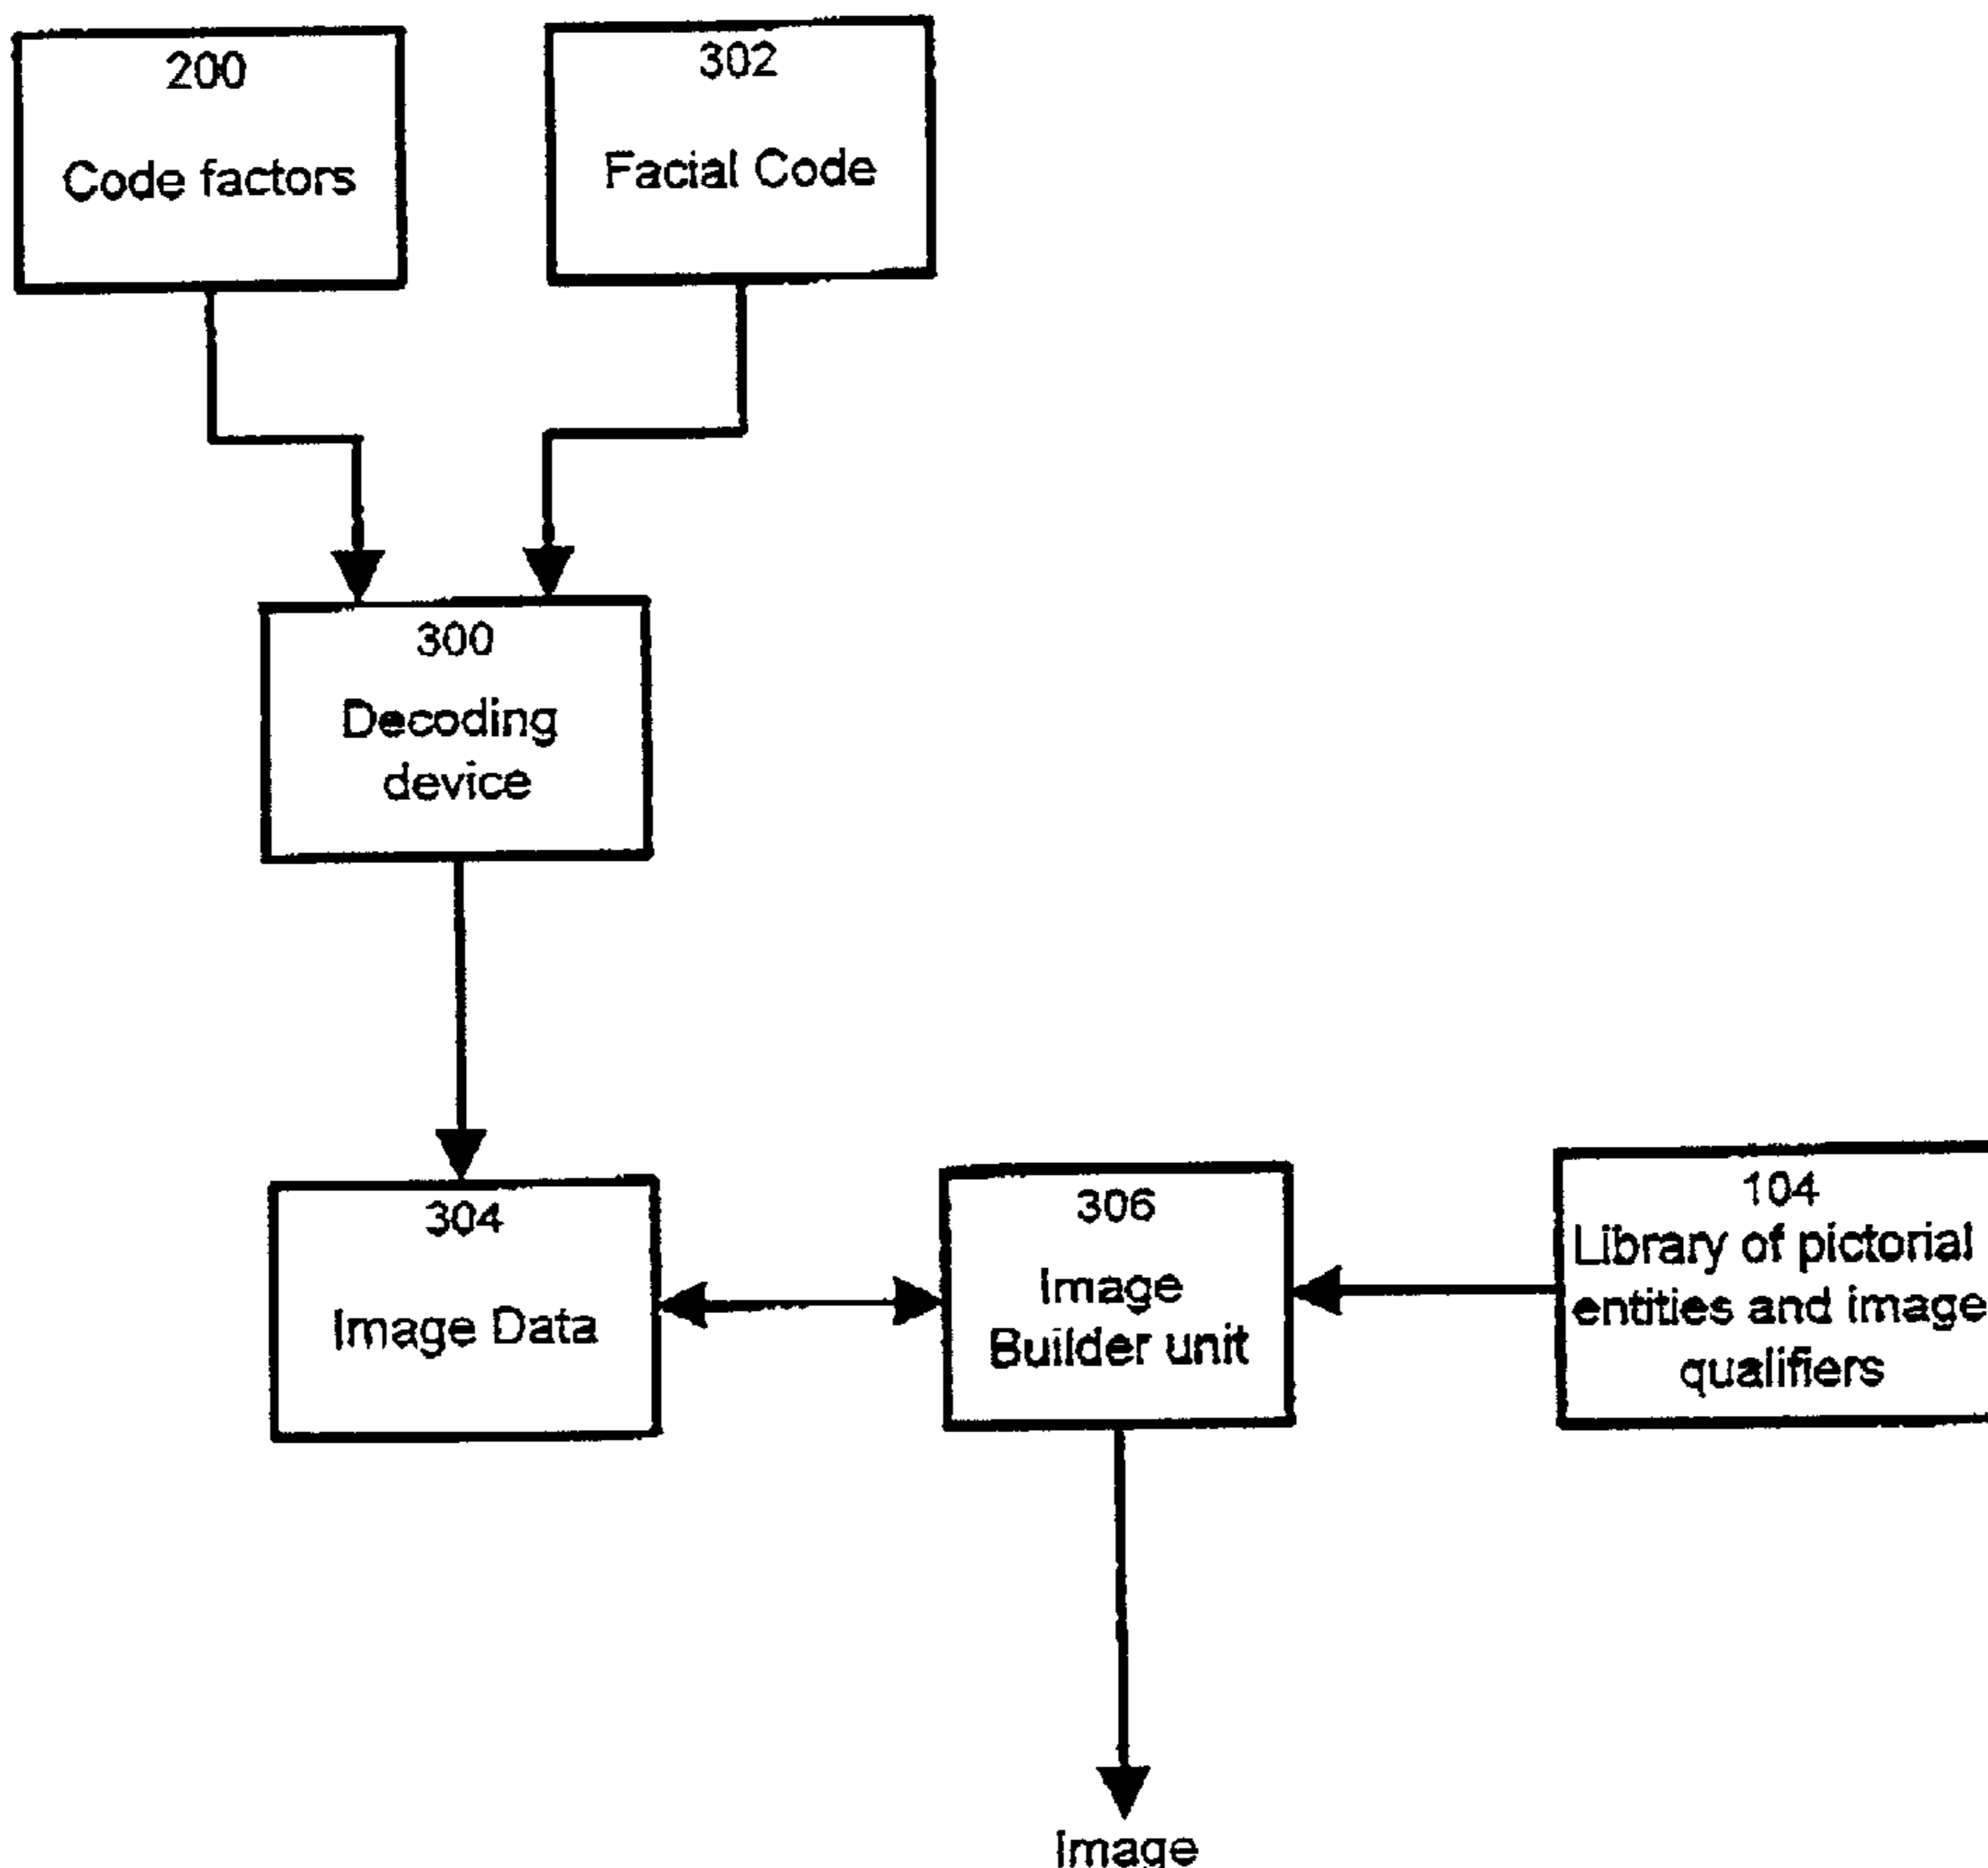 200
Code factors
302
Facial Code
300
Decoding
device
304
Image Data
306
Image
Builder unit
104
Library of pictorial
entities and image
qualifiers
Image